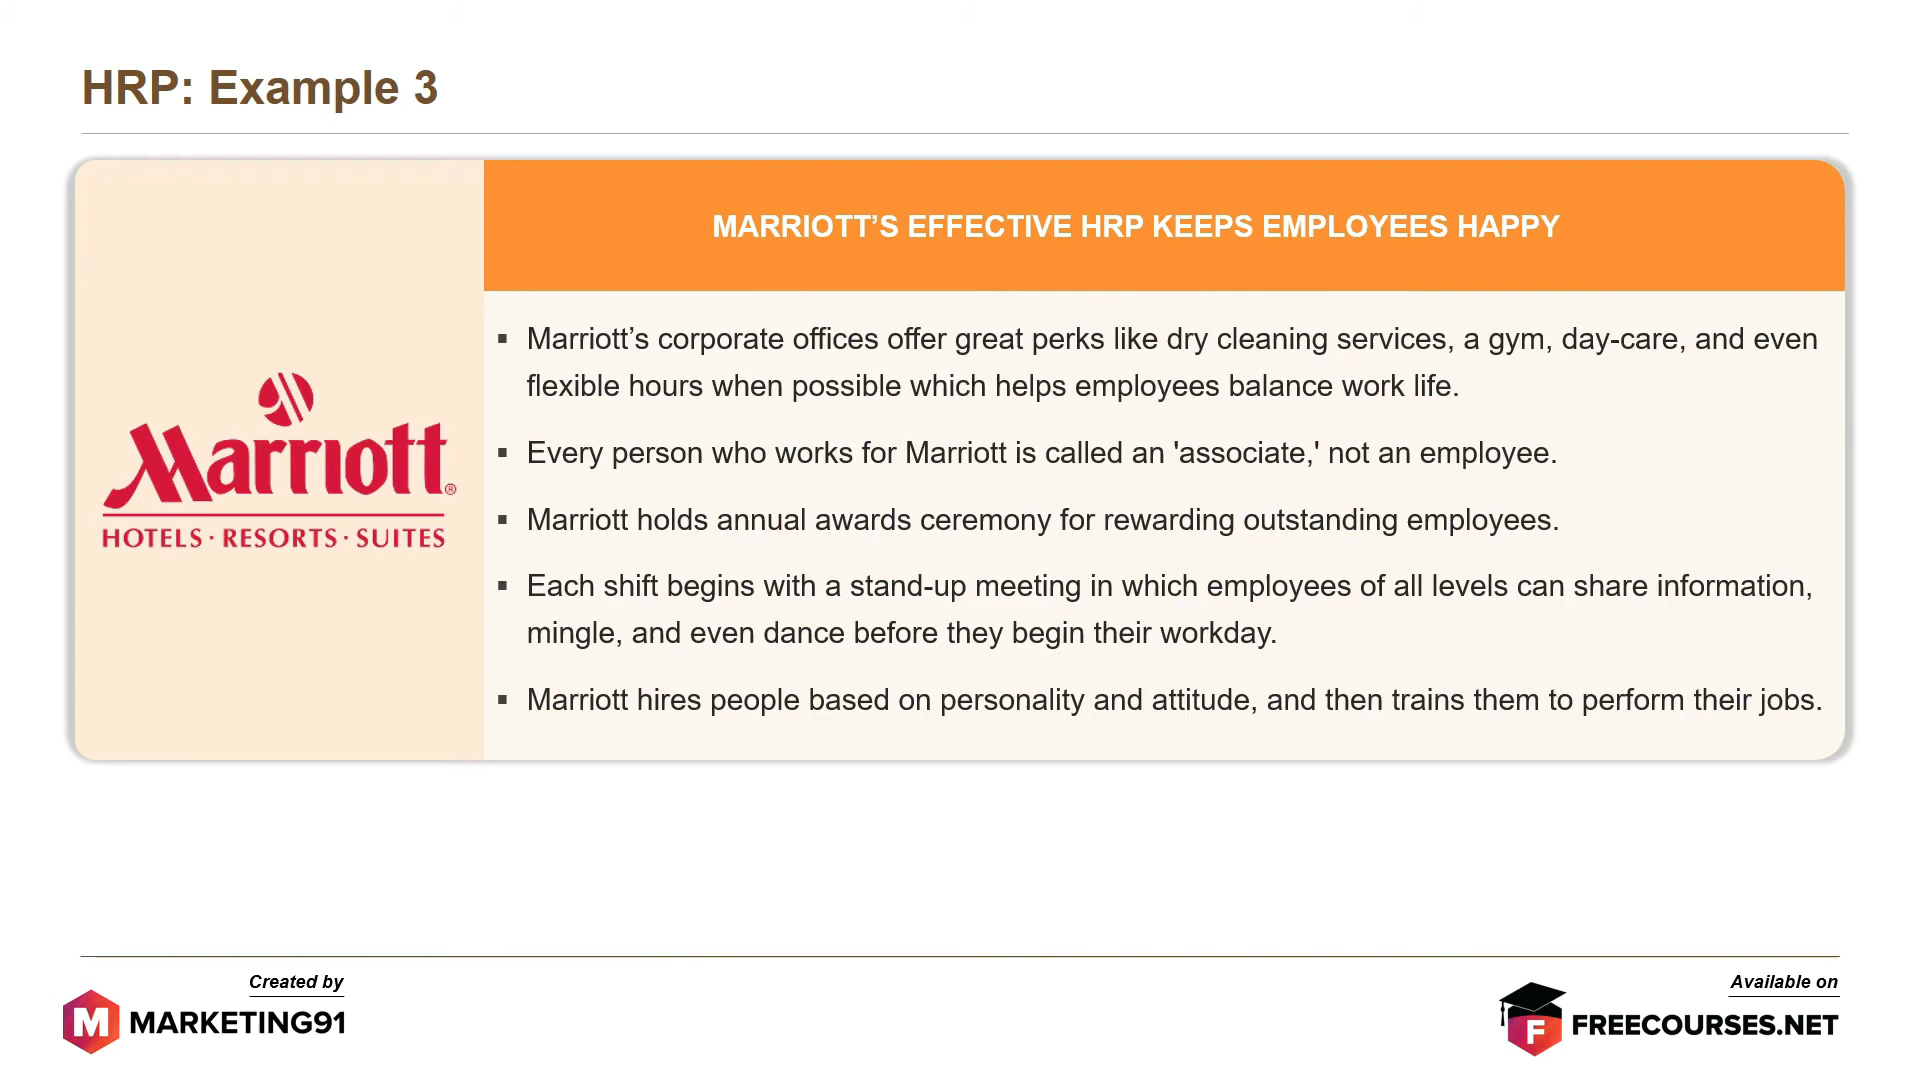 HRP: Example 3
MARRIOTT’S EFFECTIVE HRP KEEPS EMPLOYEES HAPPY
▪ Marriott’s corporate offices offer great perks like dry cleaning services, a gym, day-care, and even
flexible hours when possible which helps employees balance work life.
▪ Every person who works for Marriott is called an 'associate,' not an employee.
▪ Marriott holds annual awards ceremony for rewarding outstanding employees.
▪ Each shift begins with a stand-up meeting in which employees of all levels can share information,
mingle, and even dance before they begin their workday.
▪ Marriott hires people based on personality and attitude, and then trains them to perform their jobs.
Marriott®
HOTELS · RESORTS · SUITES
Created by
M MARKETING91
Available on
F FREECOURSES.NET